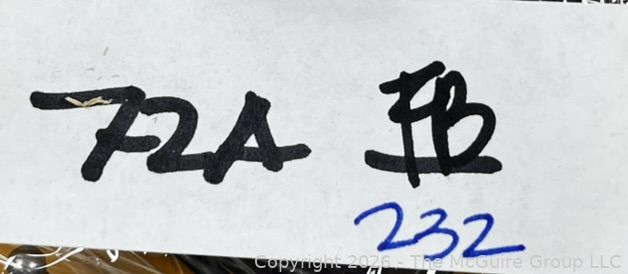 72A FB
232
Copyright 2026 - The McGuire Group LLC